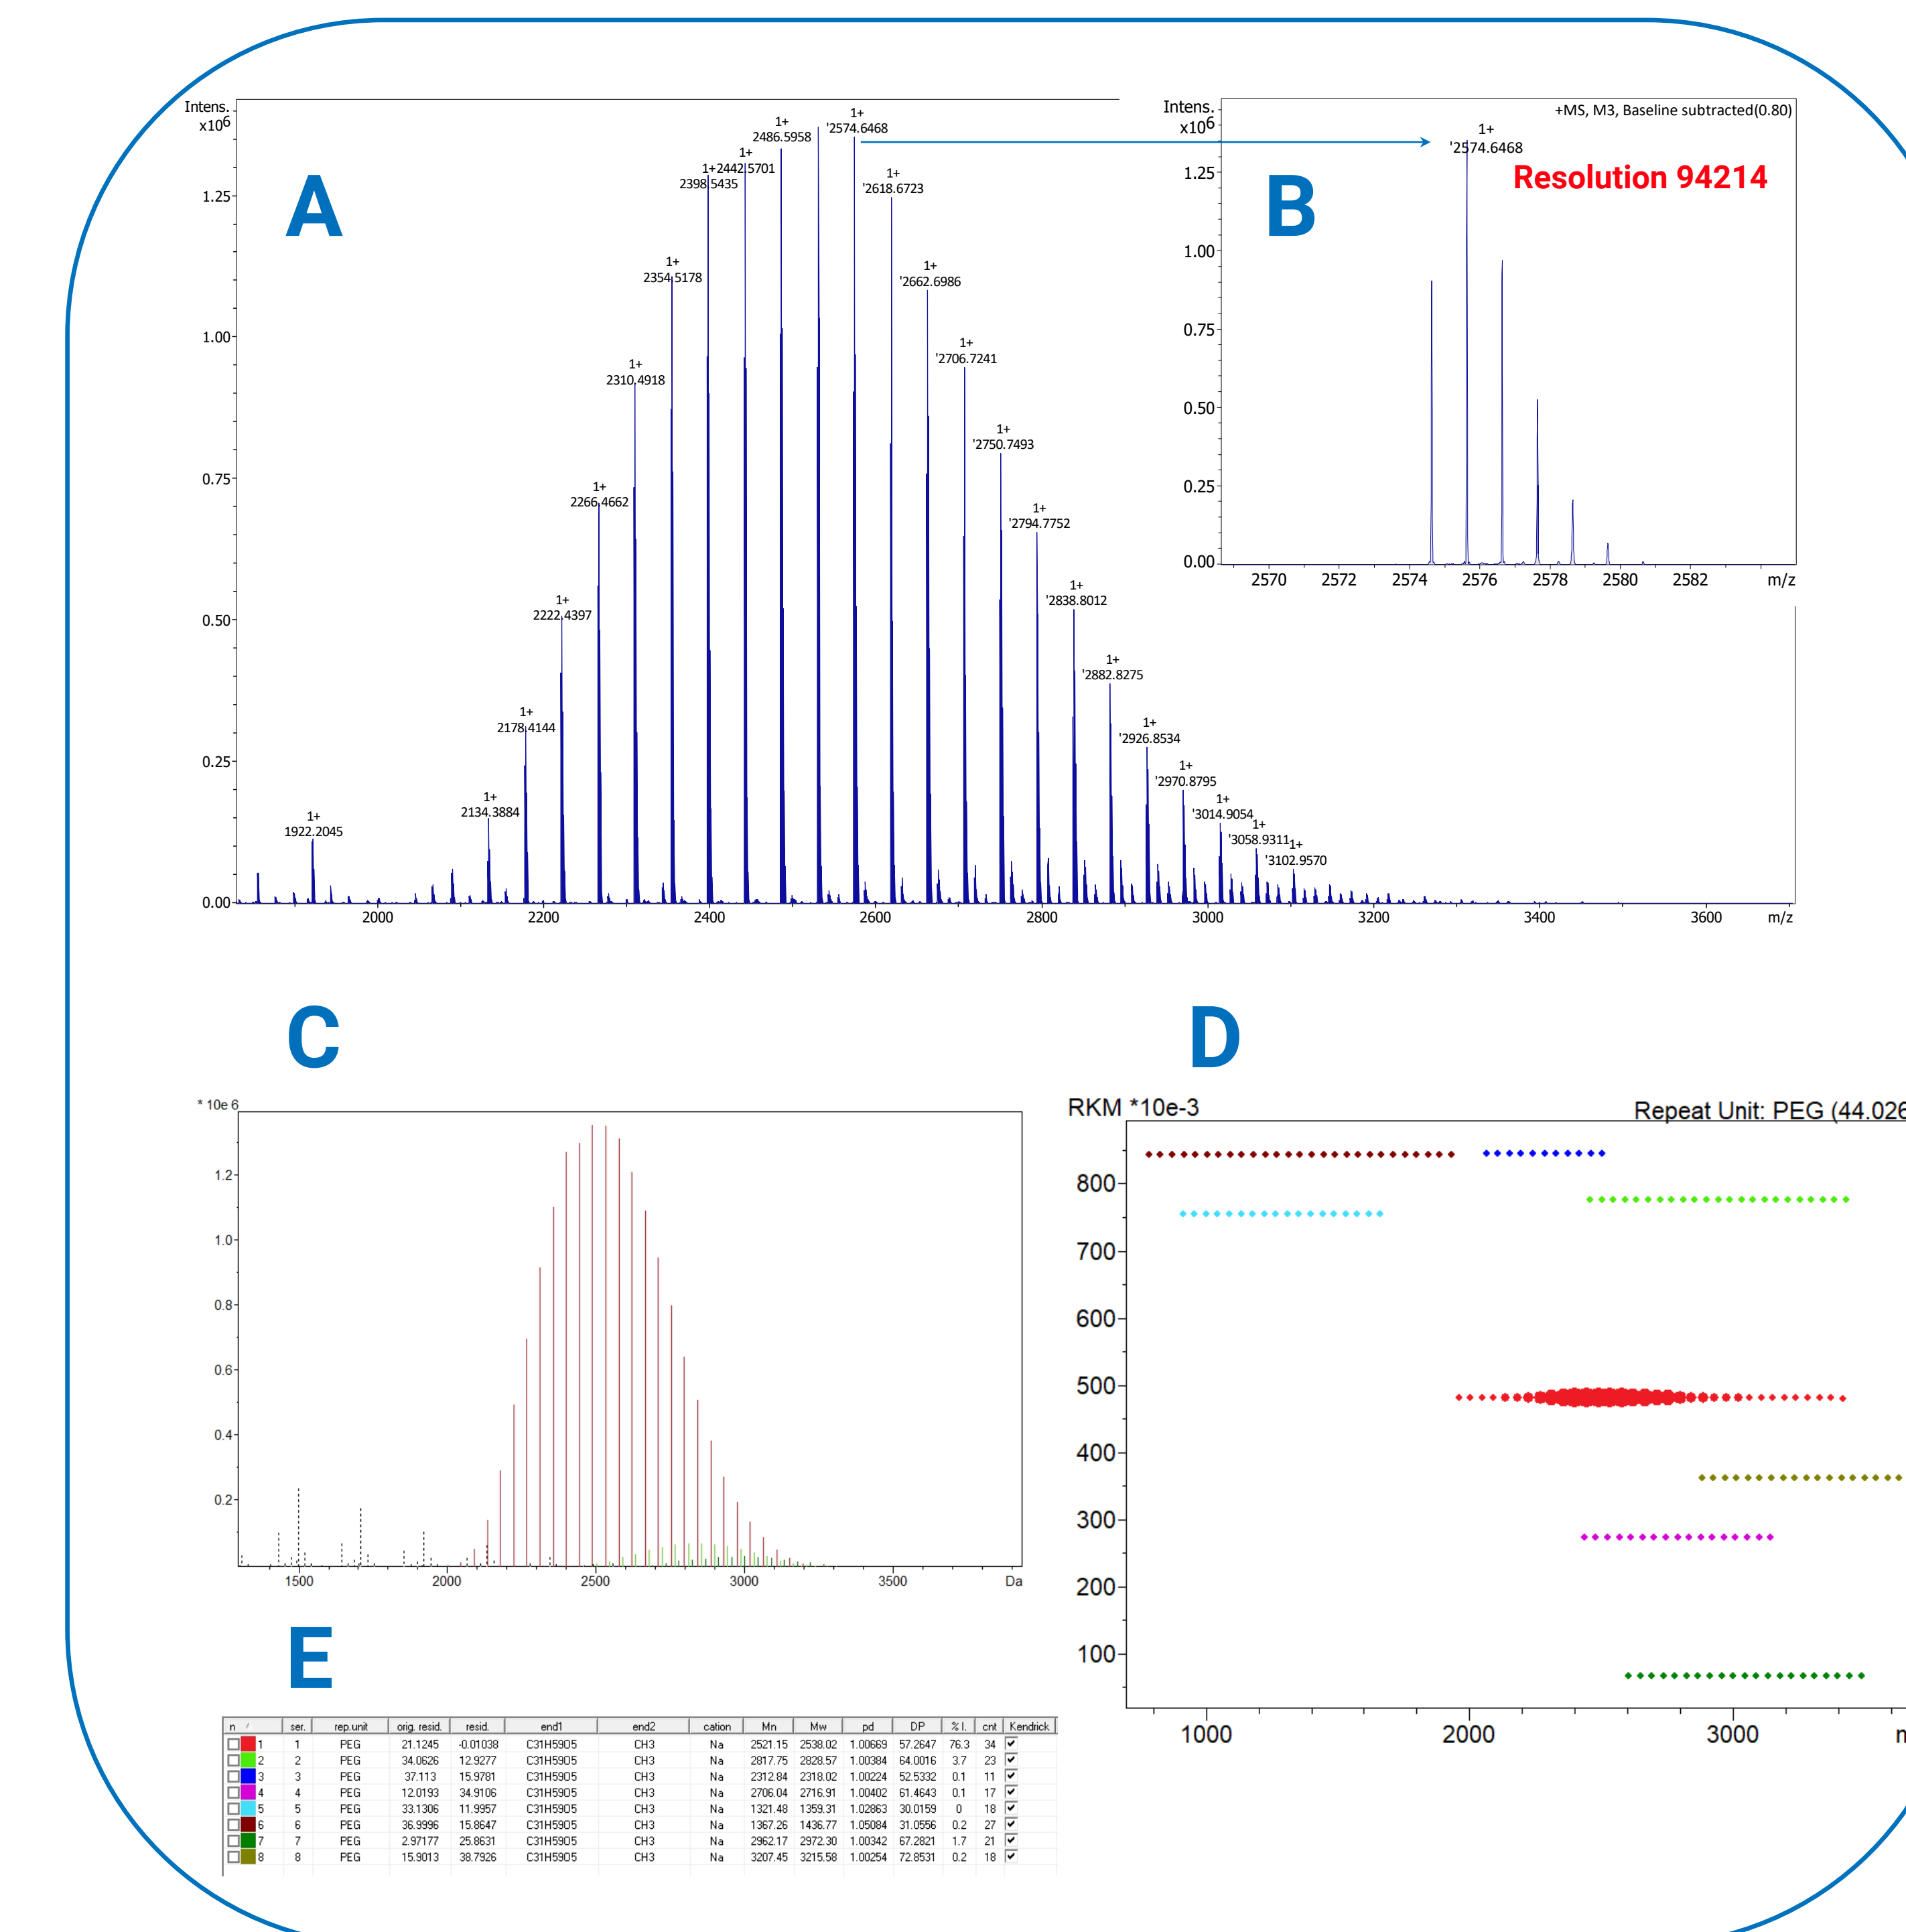 Intens.
x10⁶
A
1.25
1.00
0.75
0.50
0.25
0.00
1+
1922.2045
1+
2134.3884
1+
2178.4144
1+
2222.4397
1+
2266.4662
1+
2310.4918
1+
2354.5178
1+
2398.5435
1+
2442.5701
1+
2486.5958
1+
'2574.6468
1+
'2618.6723
1+
'2662.6986
1+
'2706.7241
1+
'2750.7493
1+
'2794.7752
1+
'2838.8012
1+
'2882.8275
1+
'2926.8534
1+
'2970.8795
1+
'3014.9054
1+
'3058.9311
1+
'3102.9570
2000 2200 2400 2600 2800 3000 3200 3400 3600 m/z
Intens.
x10⁶
+MS, M3, Baseline subtracted(0.80)
1+
'2574.6468
Resolution 94214
B
1.25
1.00
0.75
0.50
0.25
0.00
2570 2572 2574 2576 2578 2580 2582 m/z
C
* 10e 6
1.2
1.0
0.8
0.6
0.4
0.2
1500 2000 2500 3000 3500 Da
D
RKM *10e-3
Repeat Unit: PEG (44.026
800
700
600
500
400
300
200
100
1000 2000 3000
E
n ser. rep.unit orig. resid. resid. end1 end2 cation Mn Mw pd DP % I. cnt Kendrick
1 1 PEG 21.1245 -0.01038 C31H59O5 CH3 Na 2521.15 2538.02 1.00669 57.2647 76.3 34
2 2 PEG 34.0626 12.9277 C31H59O5 CH3 Na 2817.75 2828.57 1.00384 64.0016 3.7 23
3 3 PEG 37.113 15.9781 C31H59O5 CH3 Na 2312.84 2318.02 1.00224 52.5332 0.1 11
4 4 PEG 12.0193 34.9106 C31H59O5 CH3 Na 2706.04 2716.91 1.00402 61.4643 0.1 17
5 5 PEG 33.1306 11.9957 C31H59O5 CH3 Na 1321.48 1359.31 1.02863 30.0159 0 18
6 6 PEG 36.9996 15.8647 C31H59O5 CH3 Na 1367.26 1436.77 1.05084 31.0556 0.2 27
7 7 PEG 2.97177 25.8631 C31H59O5 CH3 Na 2962.17 2972.30 1.00342 67.2821 1.7 21
8 8 PEG 15.9013 38.7926 C31H59O5 CH3 Na 3207.45 3215.58 1.00254 72.8531 0.2 18